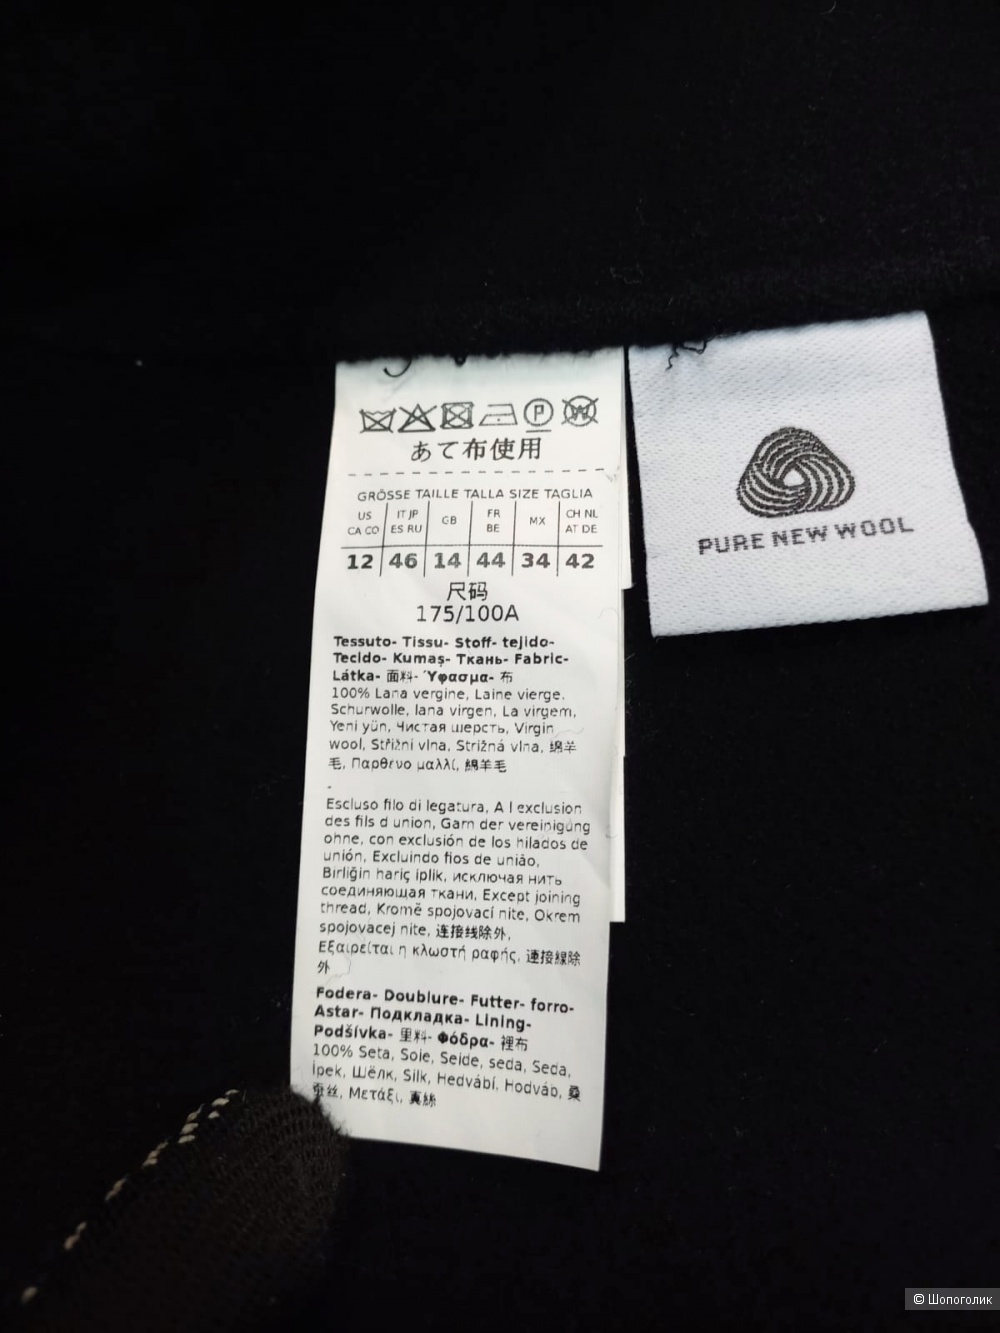 あて布使用
GRÖSSE TAILLE TALLA SIZE TAGLIA
US IT JP GB FR MX CH NL
CA CO ES RU BE AT DE
12 46 14 44 34 42
尺码
175/100A
Tessuto- Tissu- Stoff- tejido-
Tecido- Kumaş- Ткань- Fabric-
Látka- 面料- Ύφασμα- 布
100% Lana vergine, Laine vierge,
Schurwolle, lana virgen, La virgem,
Yeni yün, Чистая шерсть, Virgin
wool, Střižní vlna, Strižná vlna, 绵羊
毛, Παρθένο μαλλί, 綿羊毛
-
Escluso filo di legatura, A l exclusion
des fils d union, Garn der vereinigung
ohne, con exclusión de los hilados de
unión, Excluindo fios de união,
Birliğin hariç iplik, исключая нить
соединяющая ткани, Except joining
thread, Kromě spojovací nite, Okrem
spojovacej nite, 连接线除外,
Εξαιρείται η κλωστή ραφής, 連接線除
外
Fodera- Doublure- Futter- forro-
Astar- Подкладка- Lining-
Podšívka- 里料- Φόδρα- 裡布
100% Seta, Soie, Seide, seda, Seda,
İpek, Шёлк, Silk, Hedvábí, Hodváb, 桑
蚕丝, Μετάξι, 真絲
PURE NEW WOOL
© Шопоголик